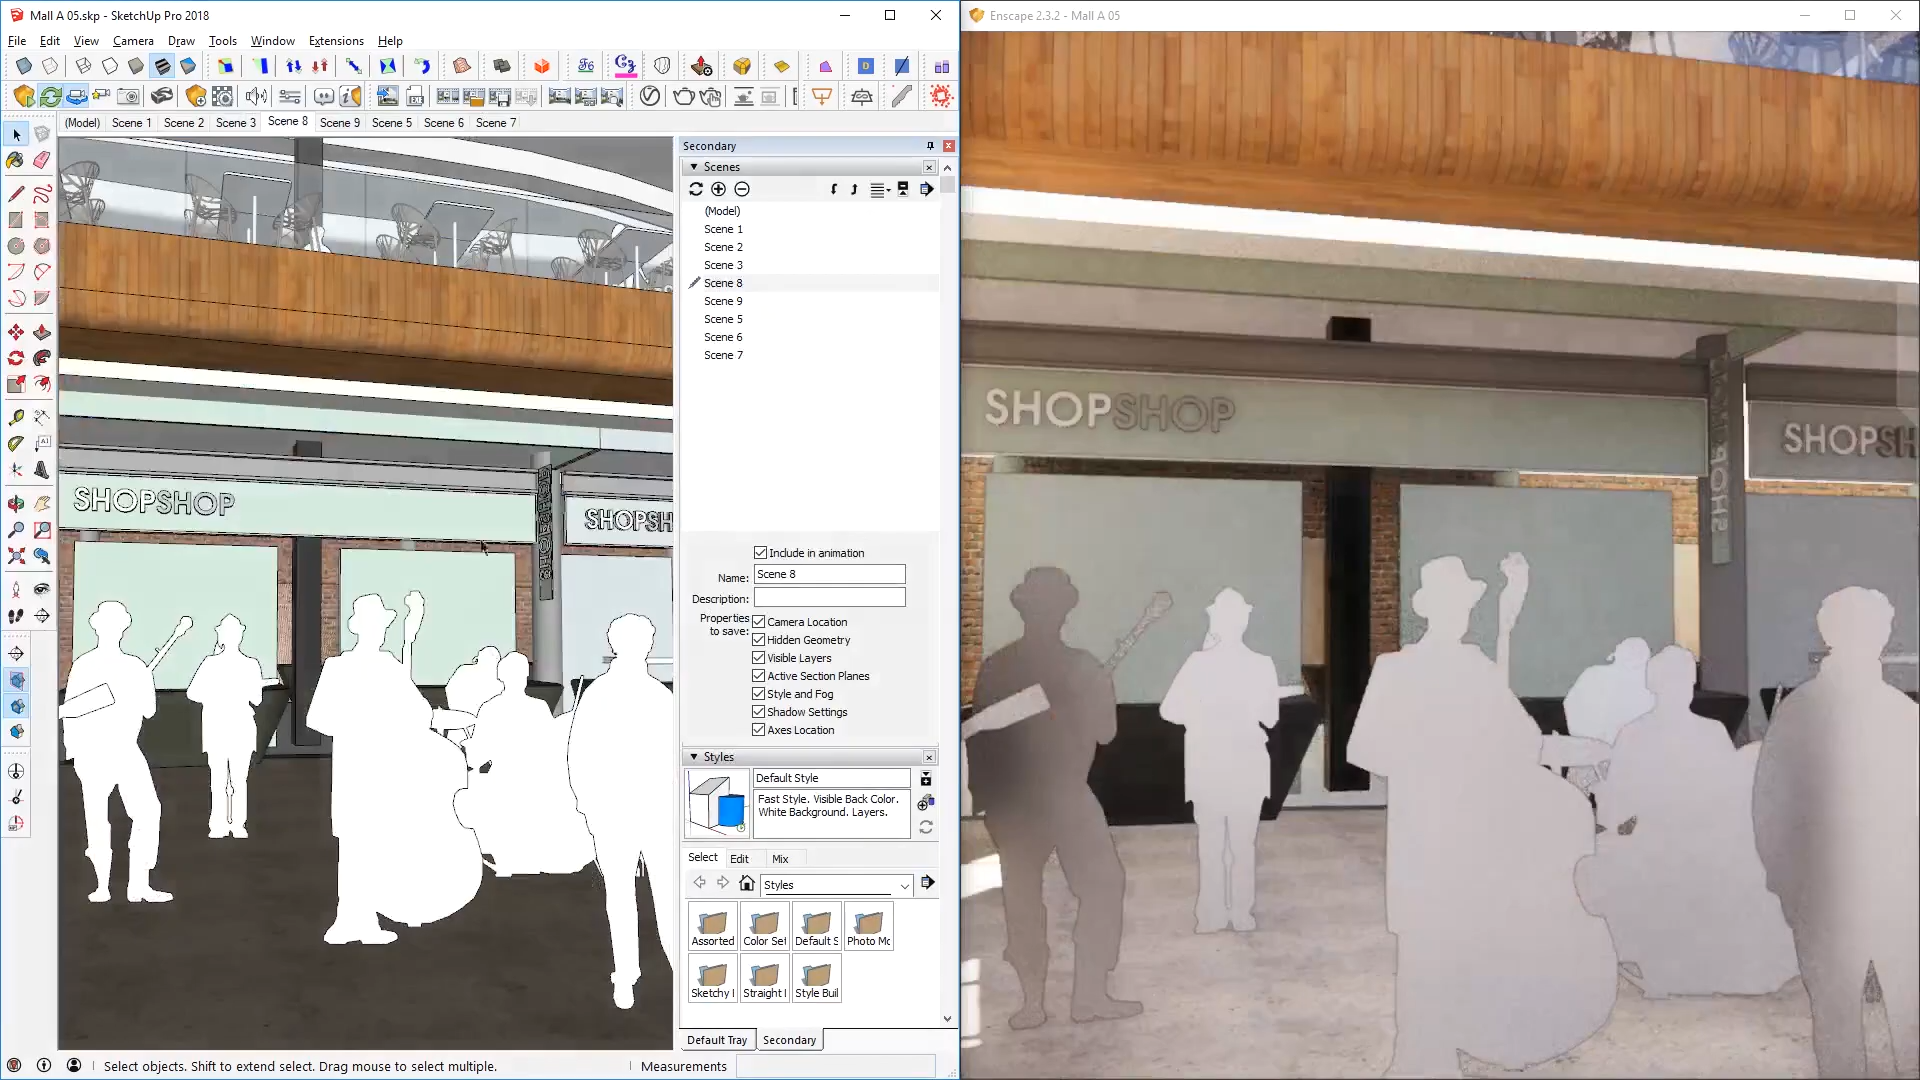 Mall A 05.skp - SketchUp Pro 2018
File Edit View Camera Draw Tools Window Extensions Help
(Model) Scene 1 Scene 2 Scene 3 Scene 8 Scene 9 Scene 5 Scene 6 Scene 7
SHOPSHOP
SHOPSH
Secondary
Scenes
(Model)
Scene 1
Scene 2
Scene 3
Scene 8
Scene 9
Scene 5
Scene 6
Scene 7
Include in animation
Name: Scene 8
Description:
Properties to save:
Camera Location
Hidden Geometry
Visible Layers
Active Section Planes
Style and Fog
Shadow Settings
Axes Location
Styles
Default Style
Fast Style. Visible Back Color.
White Background. Layers.
Select Edit Mix
Styles
Assorted Color Set Default S Photo Mo
Sketchy Straight Style Buil
Default Tray Secondary
Select objects. Shift to extend select. Drag mouse to select multiple.
Measurements
Enscape 2.3.2 - Mall A 05
SHOPSHOP
SHOPSH